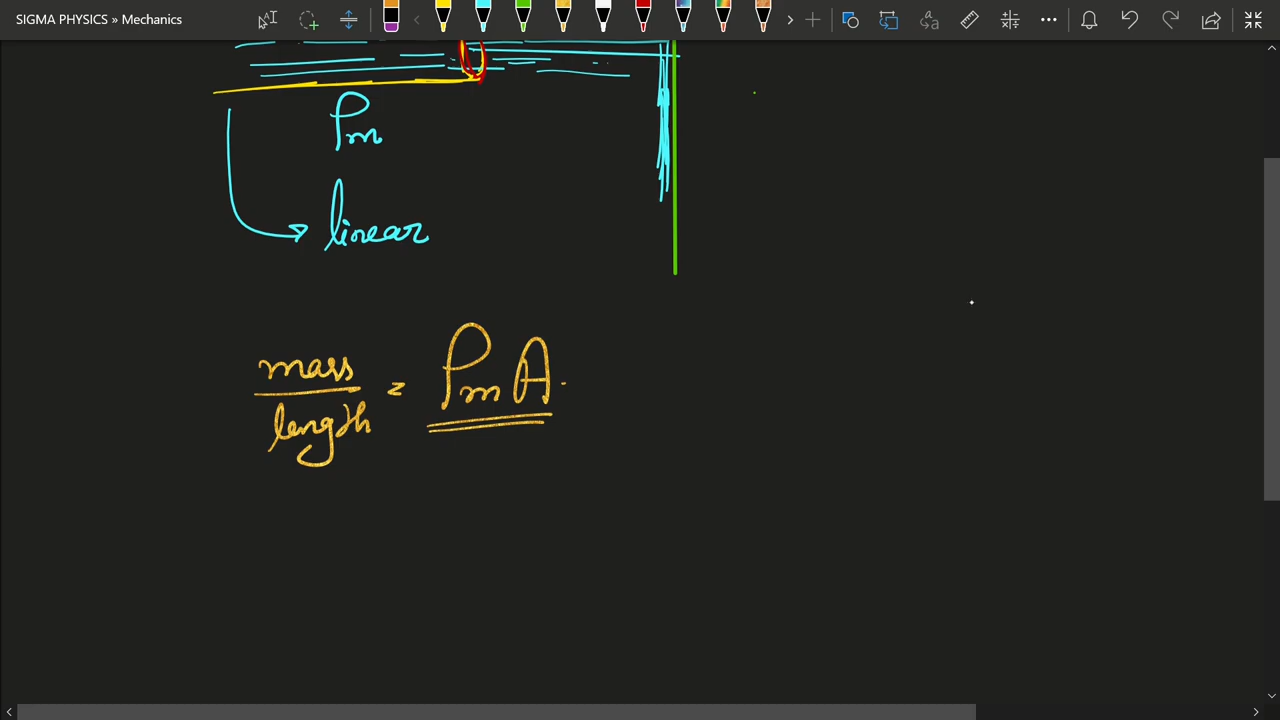 SIGMA PHYSICS » Mechanics
ρm
linear
mass
length
= ρm A